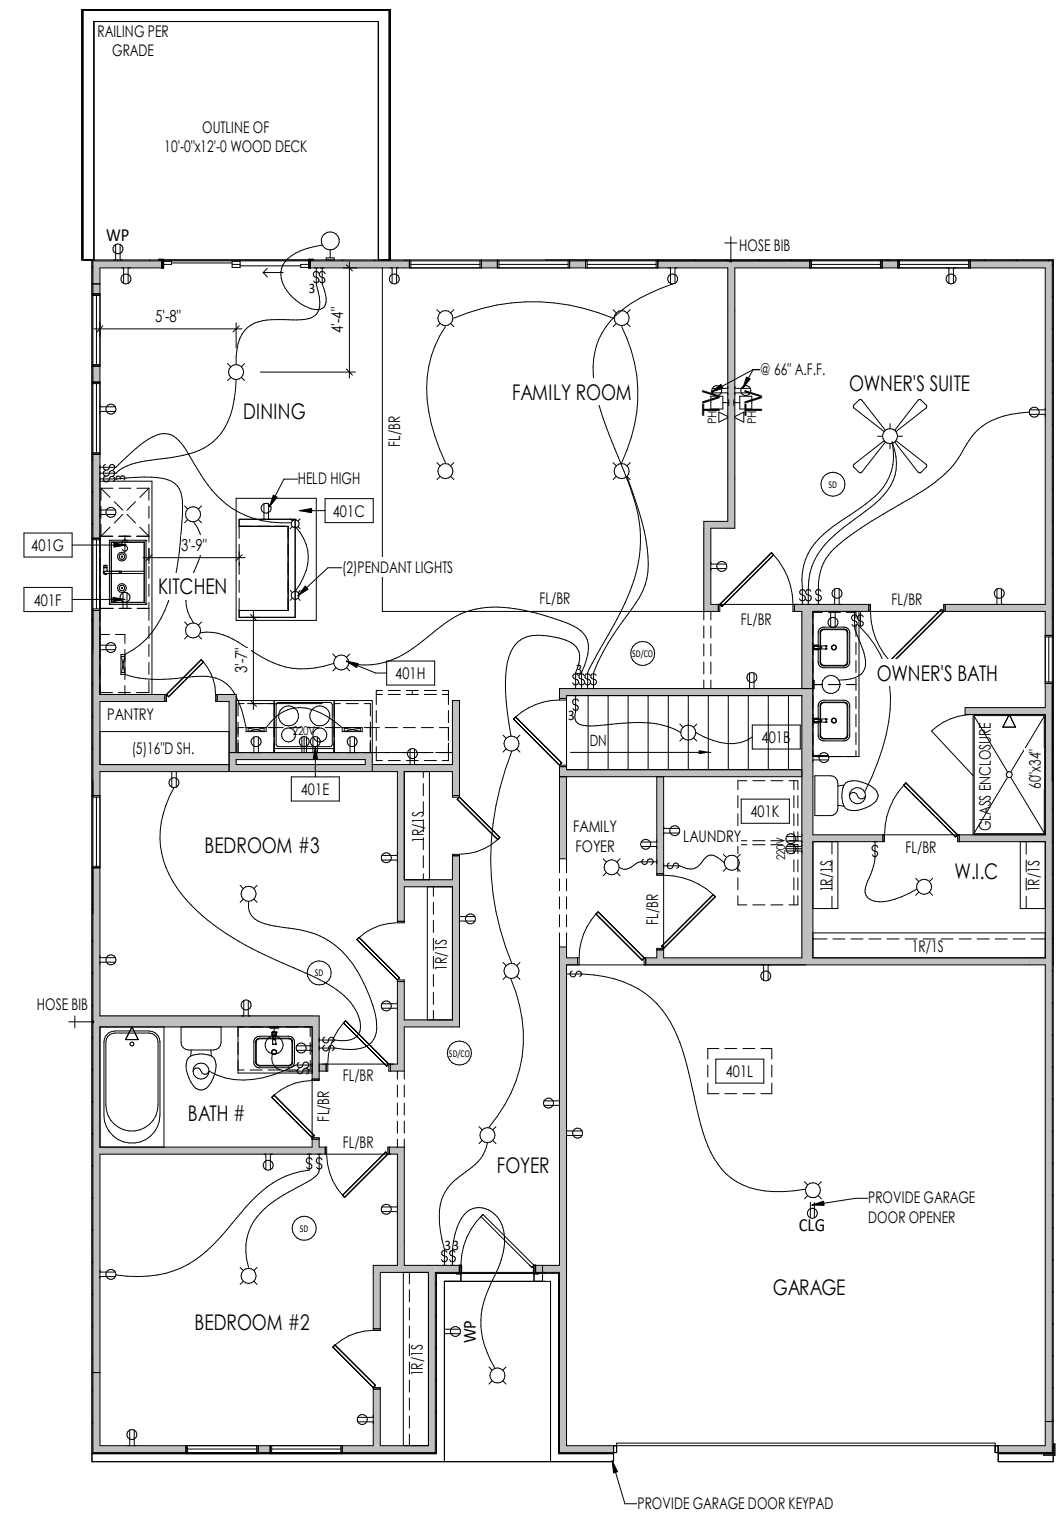 RAILING PER
GRADE
OUTLINE OF
10'-0"x12'-0 WOOD DECK
WP
HOSE BIB
3
5'-8"
4'-4"
@ 66" A.F.F.
TV
TV
PH
PH
FAMILY ROOM
OWNER'S SUITE
DINING
FL/BR
HELD HIGH
401C
SD
401G
3'-9"
(2)PENDANT LIGHTS
KITCHEN
401F
FL/BR
FL/BR
FL/BR
3'-7"
401H
SD/CO
OWNER'S BATH
3
3
PANTRY
(5)16"D SH.
220V
DN
401B
GLASS ENCLOSURE
60"x34"
401E
401K
1R/1S
FAMILY
FOYER
LAUNDRY
220V
BEDROOM #3
FL/BR
W.I.C
1R/1S
1R/1S
FL/BR
1R/1S
1R/1S
SD
HOSE BIB
SD/CO
401L
FL/BR
FL/BR
BATH #
FL/BR
FOYER
PROVIDE GARAGE
DOOR OPENER
CLG
SD
33
GARAGE
BEDROOM #2
WP
1R/1S
PROVIDE GARAGE DOOR KEYPAD